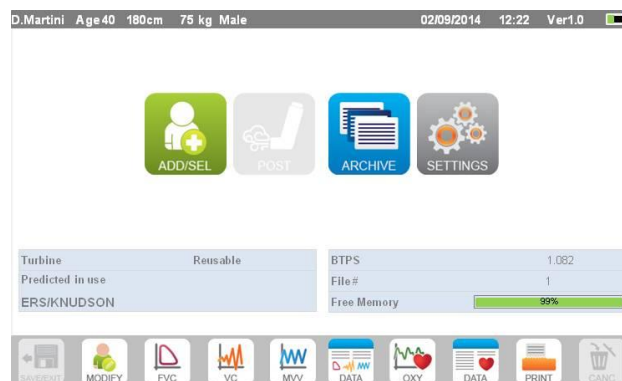 D.Martini Age 40 180cm 75 kg Male 02/09/2014 12:22 Ver1.0
ADD/SEL POST ARCHIVE SETTINGS
Turbine Reusable BTPS 1.082
Predicted in use File# 1
ERS/KNUDSON Free Memory 99%
SAVE/EXIT MODIFY FVC VC MVV DATA OXY DATA PRINT CANC